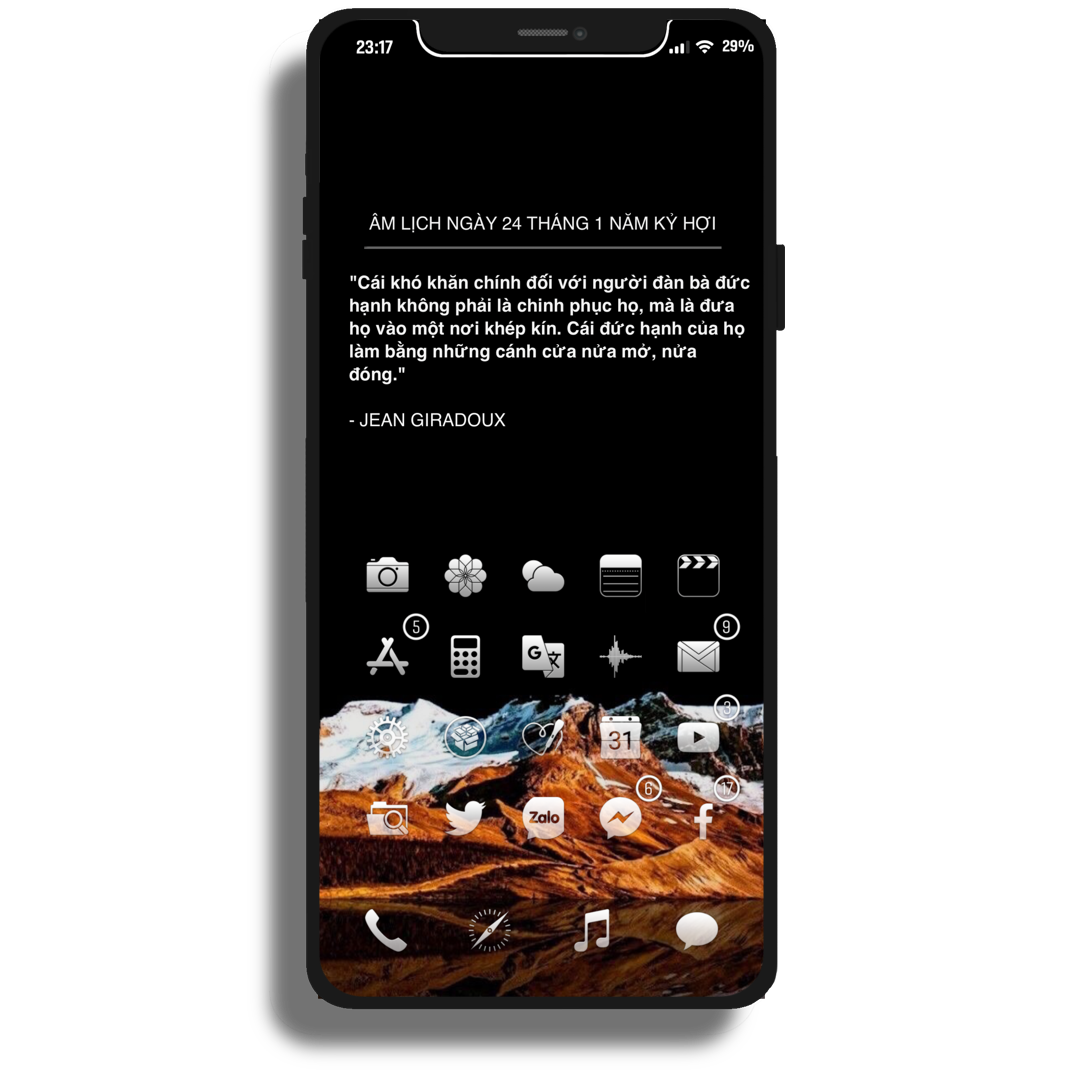 23:17
29%
ÂM LỊCH NGÀY 24 THÁNG 1 NĂM KỶ HỢI
"Cái khó khăn chính đối với người đàn bà đức
hạnh không phải là chinh phục họ, mà là đưa
họ vào một nơi khép kín. Cái đức hạnh của họ
làm bằng những cánh cửa nửa mở, nửa
đóng."
- JEAN GIRADOUX
5
9
G 文
3
31
6
17
Zalo